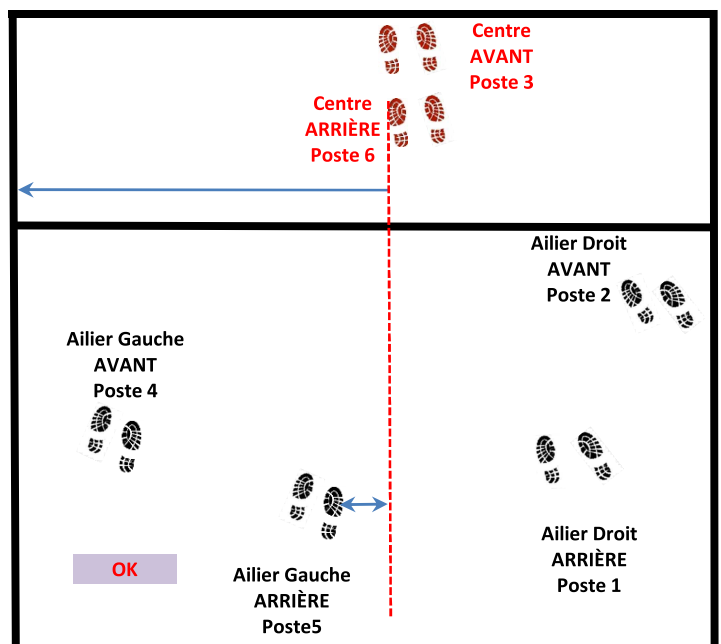 Centre
AVANT
Poste 3
Centre
ARRIÈRE
Poste 6
Ailier Droit
AVANT
Poste 2
Ailier Gauche
AVANT
Poste 4
Ailier Droit
ARRIÈRE
Poste 1
OK
Ailier Gauche
ARRIÈRE
Poste5